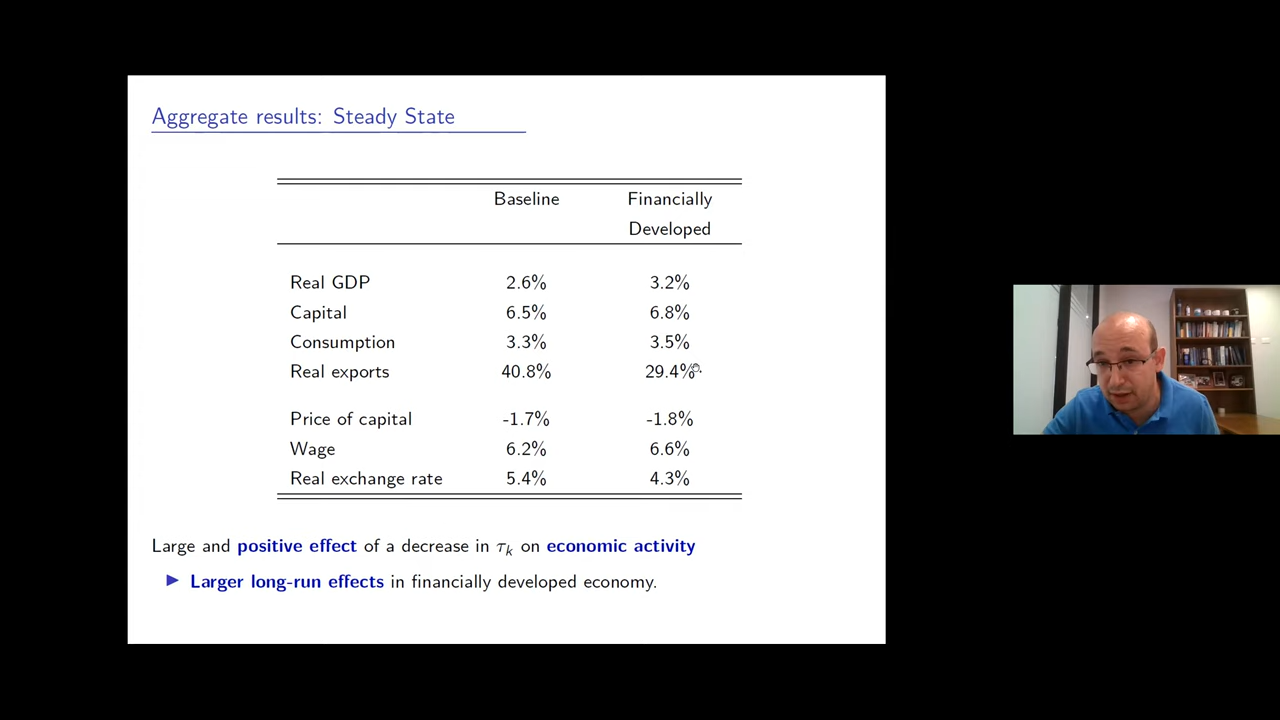 Aggregate results: Steady State
Baseline Financially
Developed
Real GDP 2.6% 3.2%
Capital 6.5% 6.8%
Consumption 3.3% 3.5%
Real exports 40.8% 29.4%
Price of capital -1.7% -1.8%
Wage 6.2% 6.6%
Real exchange rate 5.4% 4.3%
Large and positive effect of a decrease in τk on economic activity
▶ Larger long-run effects in financially developed economy.